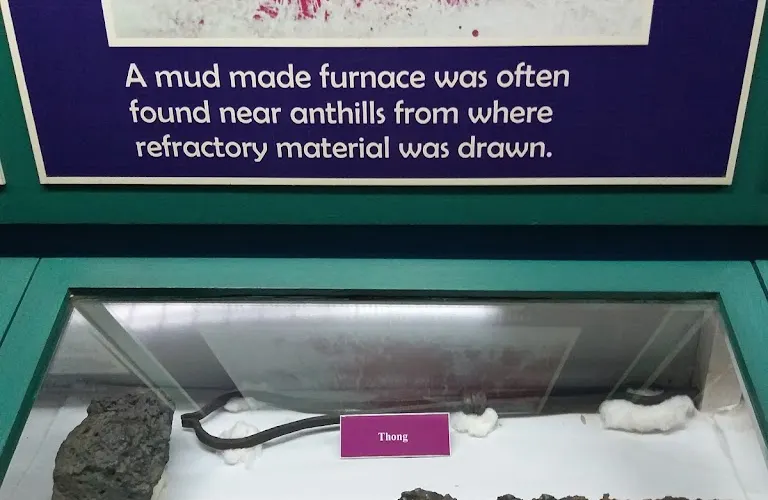 A mud made furnace was often
found near anthills from where
refractory material was drawn.
Thong